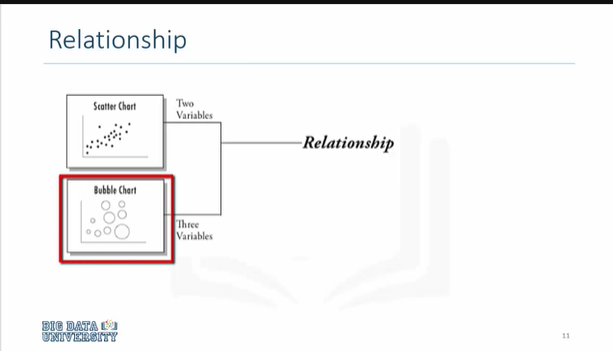 Relationship
Scatter Chart
Two
Variables
Relationship
Bubble Chart
Three
Variables
BIG DATA
UNIVERSITY
11